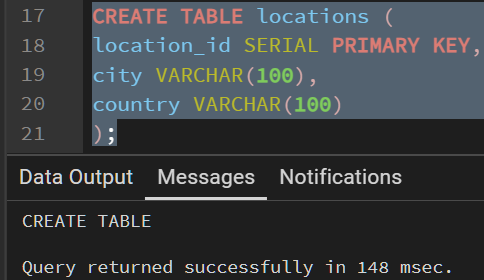 17 CREATE TABLE locations (
18 location_id SERIAL PRIMARY KEY,
19 city VARCHAR(100),
20 country VARCHAR(100)
21 );
Data Output Messages Notifications
CREATE TABLE
Query returned successfully in 148 msec.